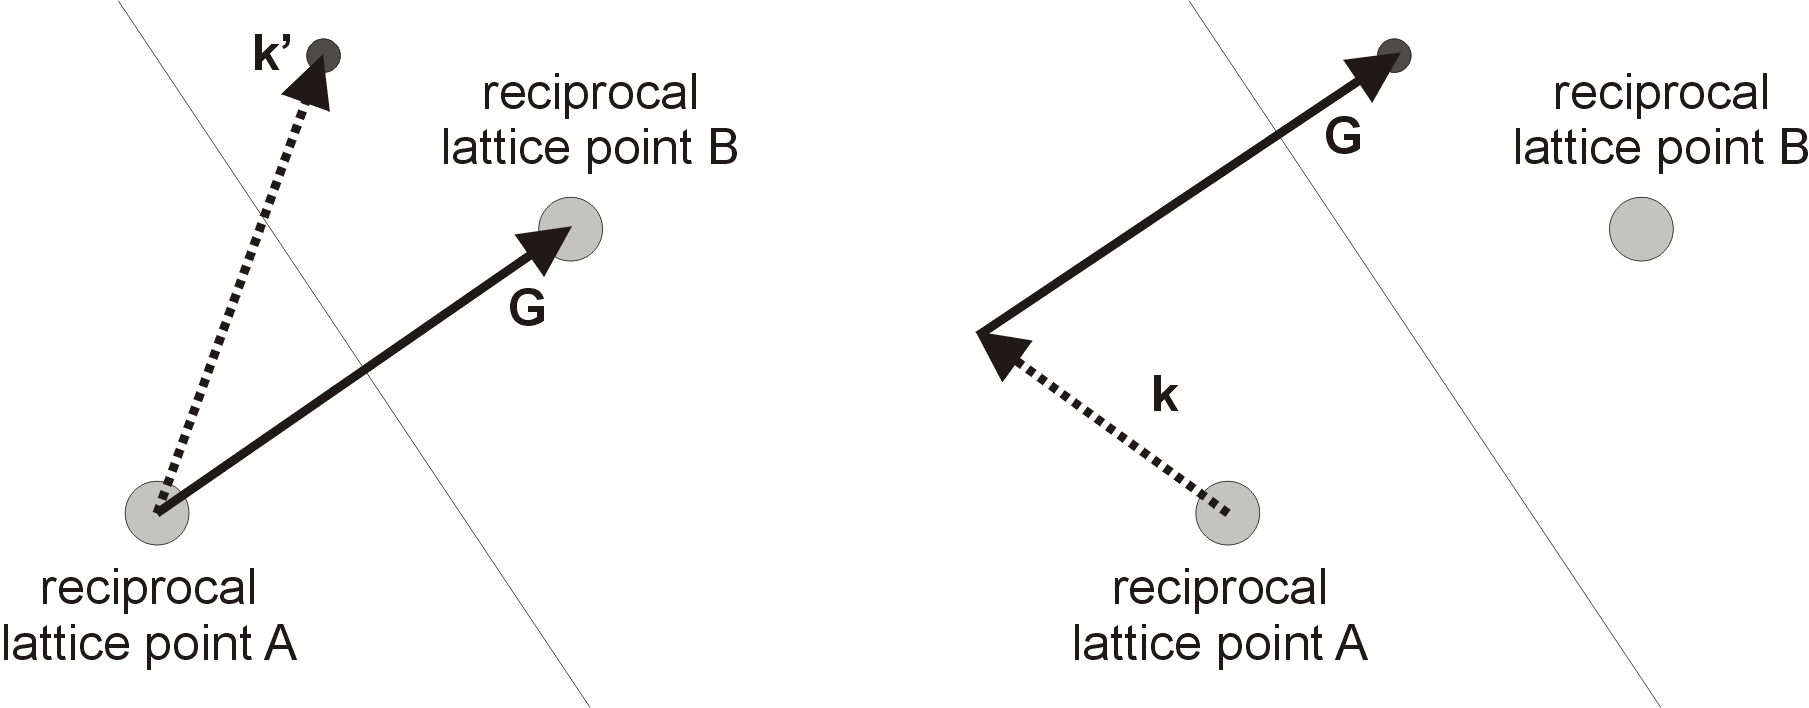 k’
reciprocal
lattice point B
G
reciprocal
lattice point A
G
reciprocal
lattice point B
k
reciprocal
lattice point A